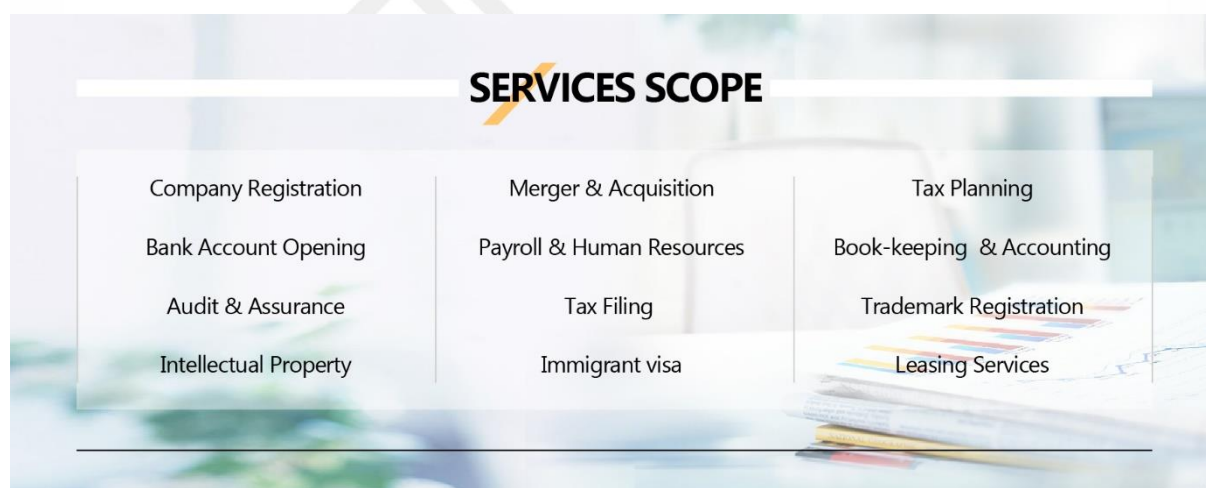 SERVICES SCOPE
Company Registration
Merger & Acquisition
Tax Planning
Bank Account Opening
Payroll & Human Resources
Book-keeping & Accounting
Audit & Assurance
Tax Filing
Trademark Registration
Intellectual Property
Immigrant visa
Leasing Services